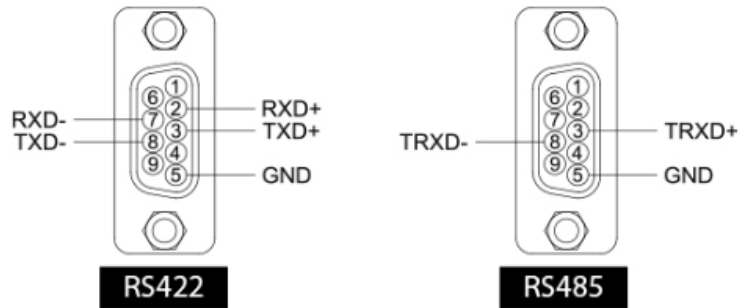 1
6
2
RXD+
RXD-
7
3
TXD+
TXD-
8
4
9
5
GND
RS422
1
6
2
7
3
TRXD+
TRXD-
8
4
9
5
GND
RS485